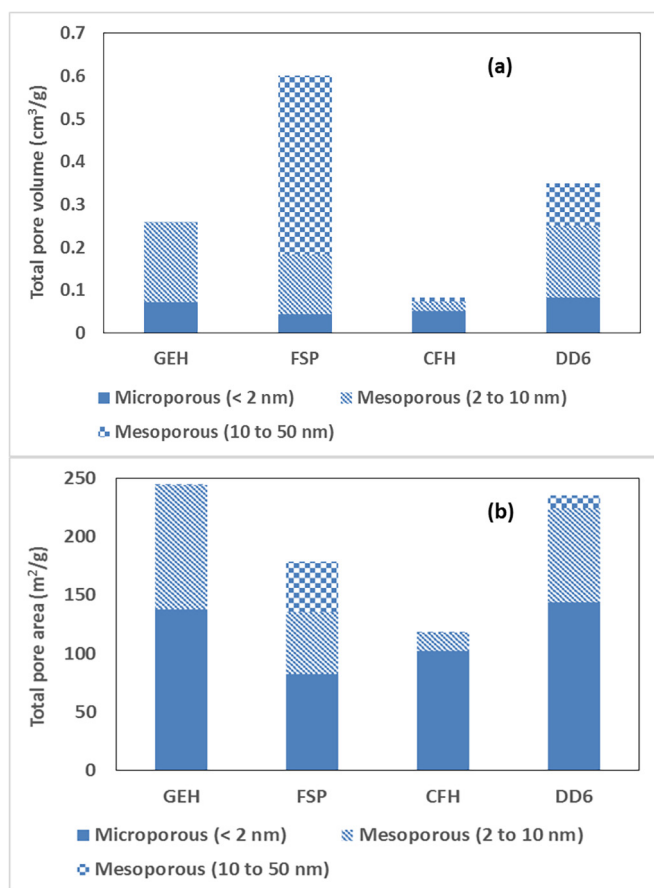 (a)
Total pore volume (cm³/g)
0.7
0.6
0.5
0.4
0.3
0.2
0.1
0
GEH FSP CFH DD6
Microporous (< 2 nm) Mesoporous (2 to 10 nm)
Mesoporous (10 to 50 nm)
(b)
Total pore area (m²/g)
250
200
150
100
50
0
GEH FSP CFH DD6
Microporous (< 2 nm) Mesoporous (2 to 10 nm)
Mesoporous (10 to 50 nm)